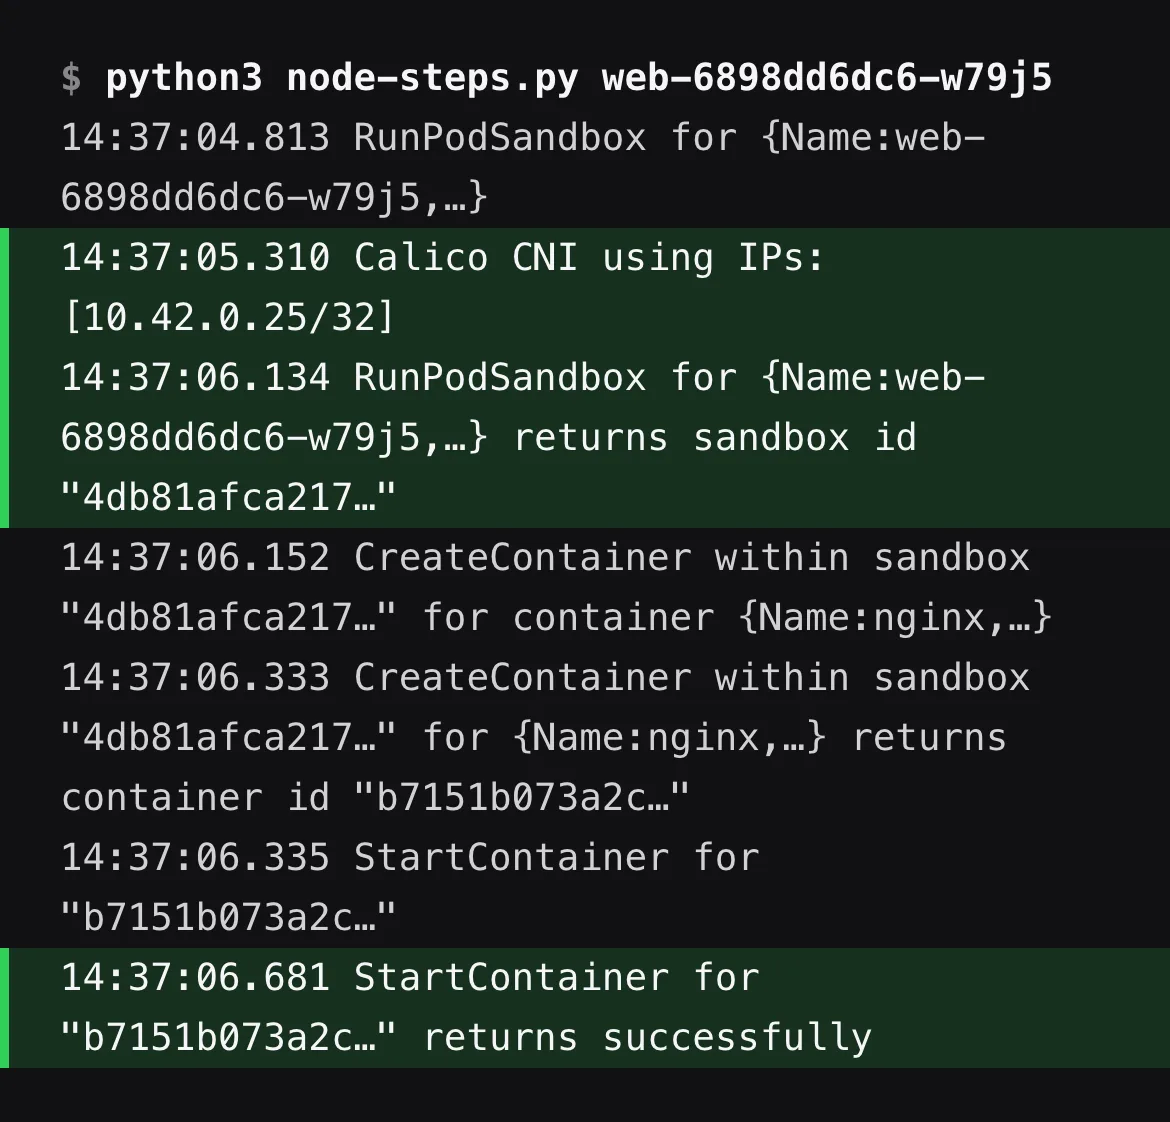 $ python3 node-steps.py web-6898dd6dc6-w79j5
14:37:04.813 RunPodSandbox for {Name:web-
6898dd6dc6-w79j5,…}
14:37:05.310 Calico CNI using IPs:
[10.42.0.25/32]
14:37:06.134 RunPodSandbox for {Name:web-
6898dd6dc6-w79j5,…} returns sandbox id
"4db81afca217…"
14:37:06.152 CreateContainer within sandbox
"4db81afca217…" for container {Name:nginx,…}
14:37:06.333 CreateContainer within sandbox
"4db81afca217…" for {Name:nginx,…} returns
container id "b7151b073a2c…"
14:37:06.335 StartContainer for
"b7151b073a2c…"
14:37:06.681 StartContainer for
"b7151b073a2c…" returns successfully